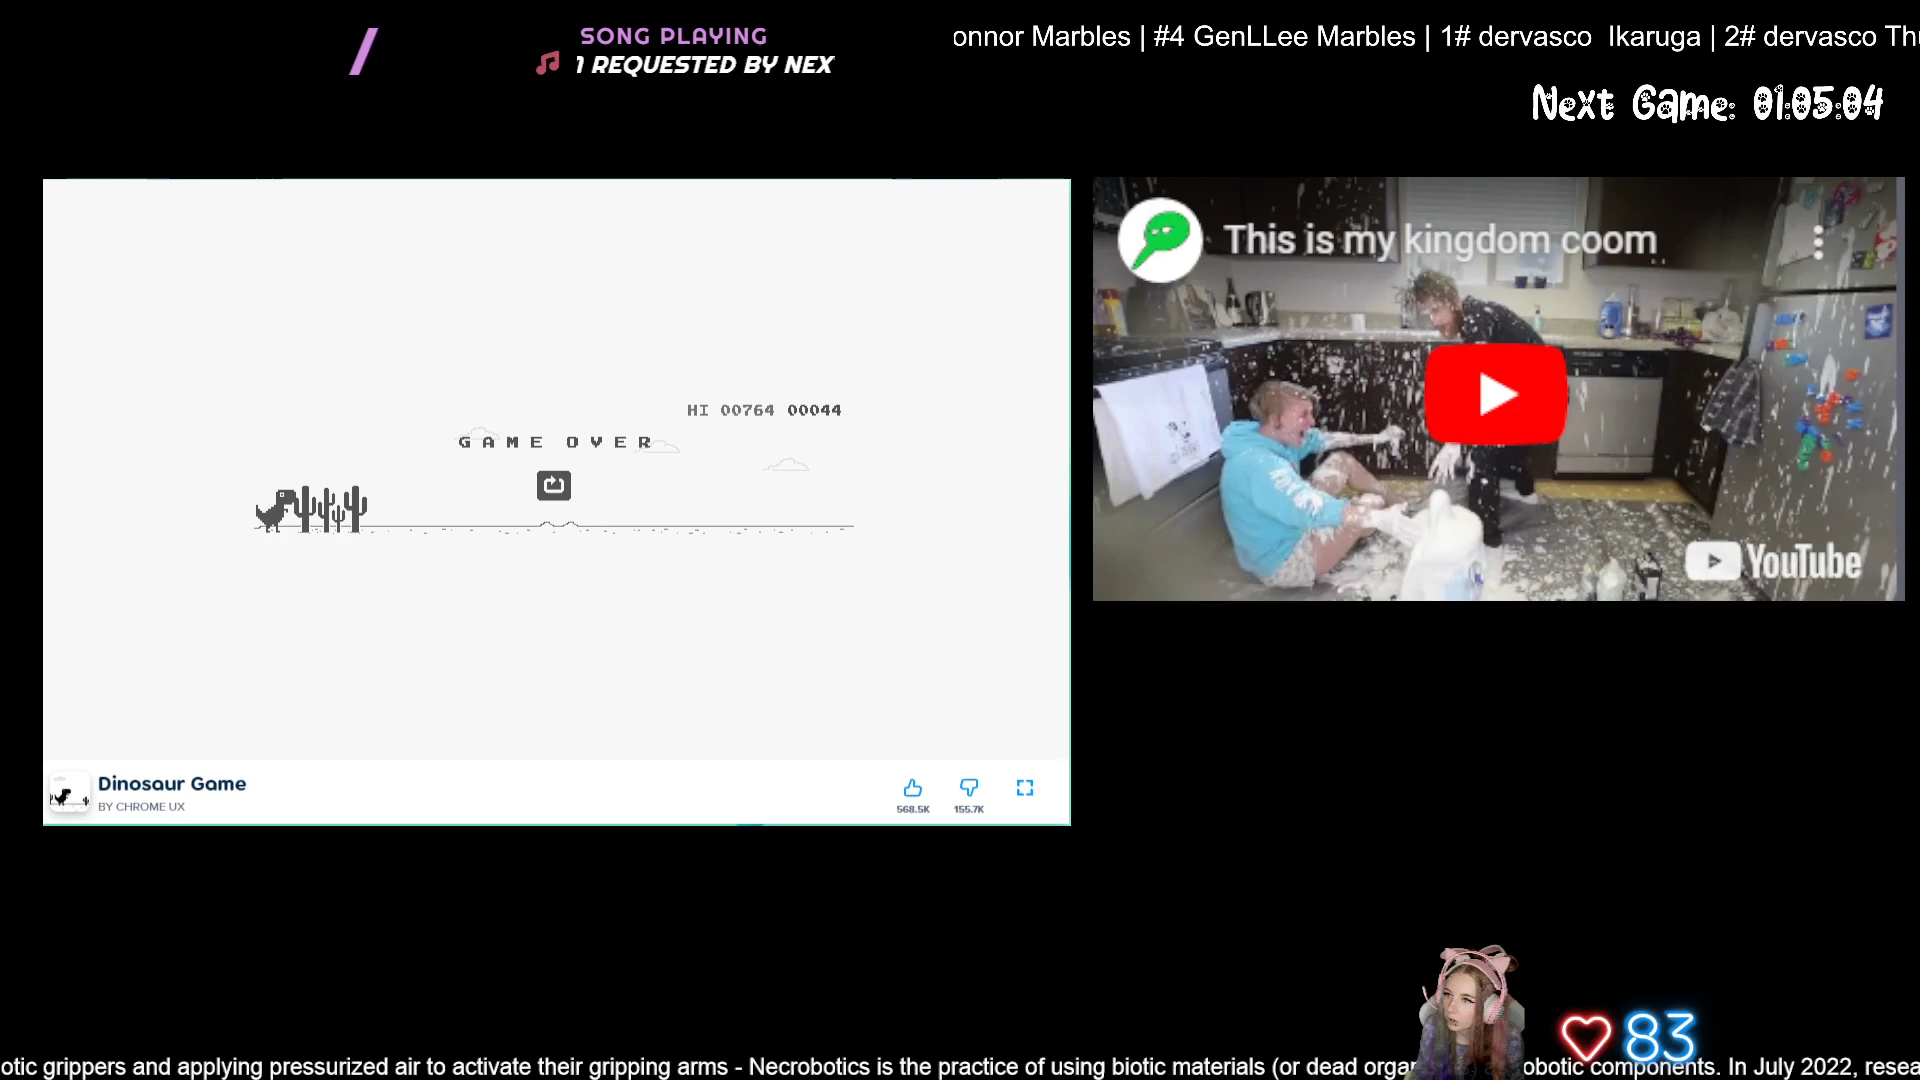 SONG PLAYING
REQUESTED BY NEX
onnor Marbles | #4 GenLLee Marbles | 1# dervasco Ikaruga | 2# dervasco Th
Next Game: 01:05:04
This is my kingdom coom
YouTube
HI 00764 00044
GAME OVER
Dinosaur Game
BY CHROME UX
568.5K
155.7K
83
otic grippers and applying pressurized air to activate their gripping arms - Necrobotics is the practice of using biotic materials (or dead orga obotic components. In July 2022, resea